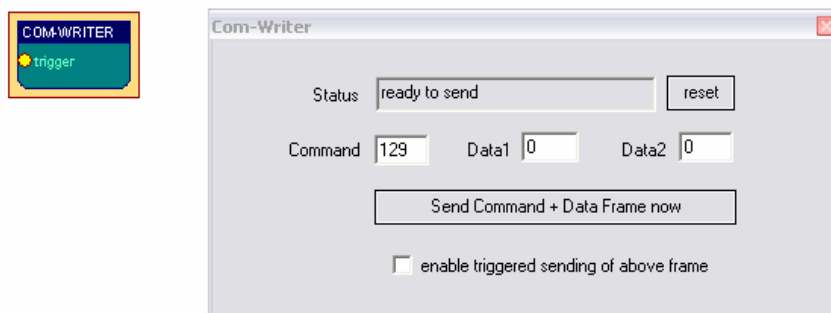 COM-WRITER
trigger
Com-Writer
Status ready to send reset
Command 129 Data1 0 Data2 0
Send Command + Data Frame now
enable triggered sending of above frame